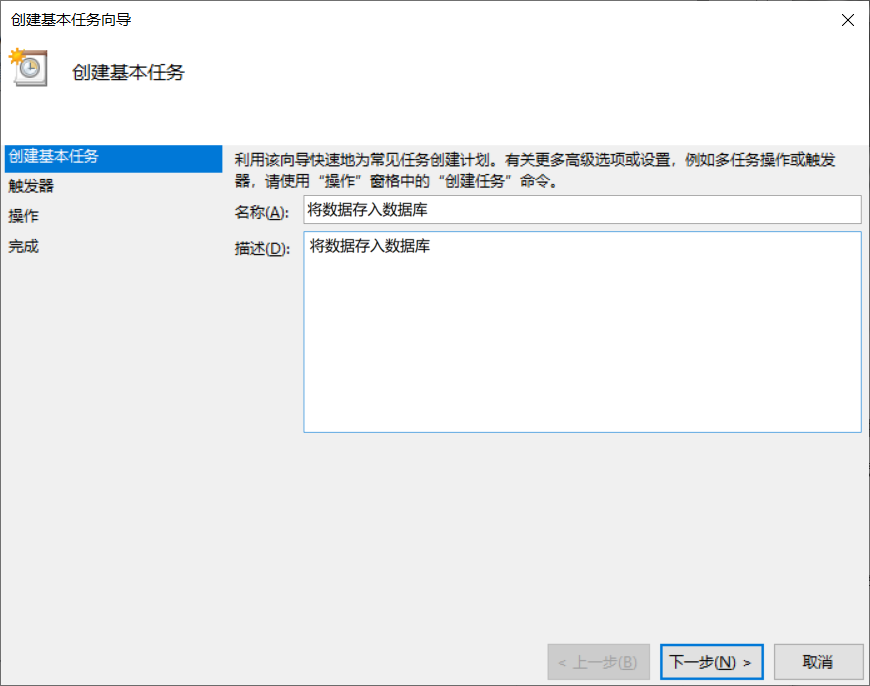 创建基本任务向导
创建基本任务
创建基本任务
触发器
操作
完成
利用该向导快速地为常见任务创建计划。有关更多高级选项或设置，例如多任务操作或触发
器，请使用“操作”窗格中的“创建任务”命令。
名称(A): 将数据存入数据库
描述(D): 将数据存入数据库
< 上一步(B) 下一步(N) > 取消